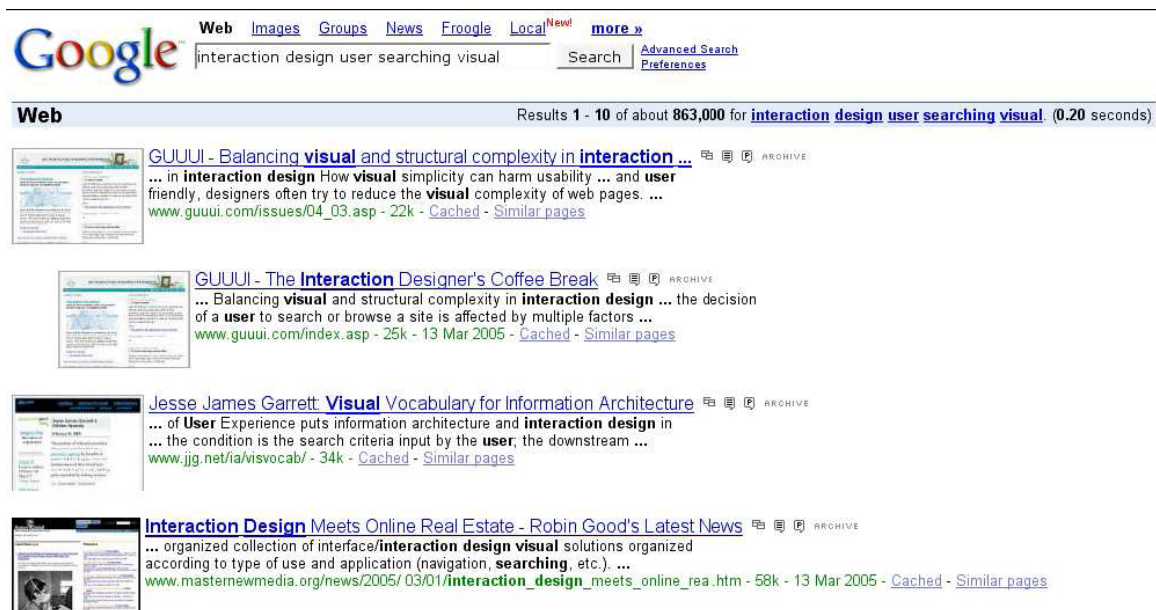 Google
Web Images Groups News Froogle Local New! more »
interaction design user searching visual Search Advanced Search
Preferences
Web Results 1 - 10 of about 863,000 for interaction design user searching visual. (0.20 seconds)
GUUUI - Balancing visual and structural complexity in interaction ... ARCHIVE
... in interaction design How visual simplicity can harm usability ... and user
friendly, designers often try to reduce the visual complexity of web pages. ...
www.guuui.com/issues/04_03.asp - 22k - Cached - Similar pages
GUUUI - The Interaction Designer's Coffee Break ARCHIVE
... Balancing visual and structural complexity in interaction design ... the decision
of a user to search or browse a site is affected by multiple factors ...
www.guuui.com/index.asp - 25k - 13 Mar 2005 - Cached - Similar pages
Jesse James Garrett: Visual Vocabulary for Information Architecture ARCHIVE
... of User Experience puts information architecture and interaction design in
... the condition is the search criteria input by the user; the downstream ...
www.jjg.net/ia/visvocab/ - 34k - Cached - Similar pages
Interaction Design Meets Online Real Estate - Robin Good's Latest News ARCHIVE
... organized collection of interface/interaction design visual solutions organized
according to type of use and application (navigation, searching, etc.). ...
www.masternewmedia.org/news/2005/ 03/01/interaction_design_meets_online_rea.htm - 58k - 13 Mar 2005 - Cached - Similar pages